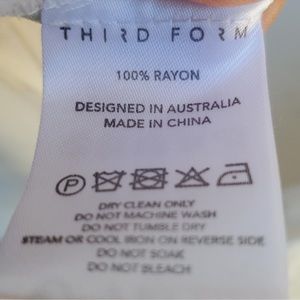 THIRD FORM
100% RAYON
DESIGNED IN AUSTRALIA
MADE IN CHINA
P
DRY CLEAN ONLY
DO NOT MACHINE WASH
DO NOT TUMBLE DRY
STEAM OR COOL IRON ON REVERSE SIDE
DO NOT SOAK
DO NOT BLEACH